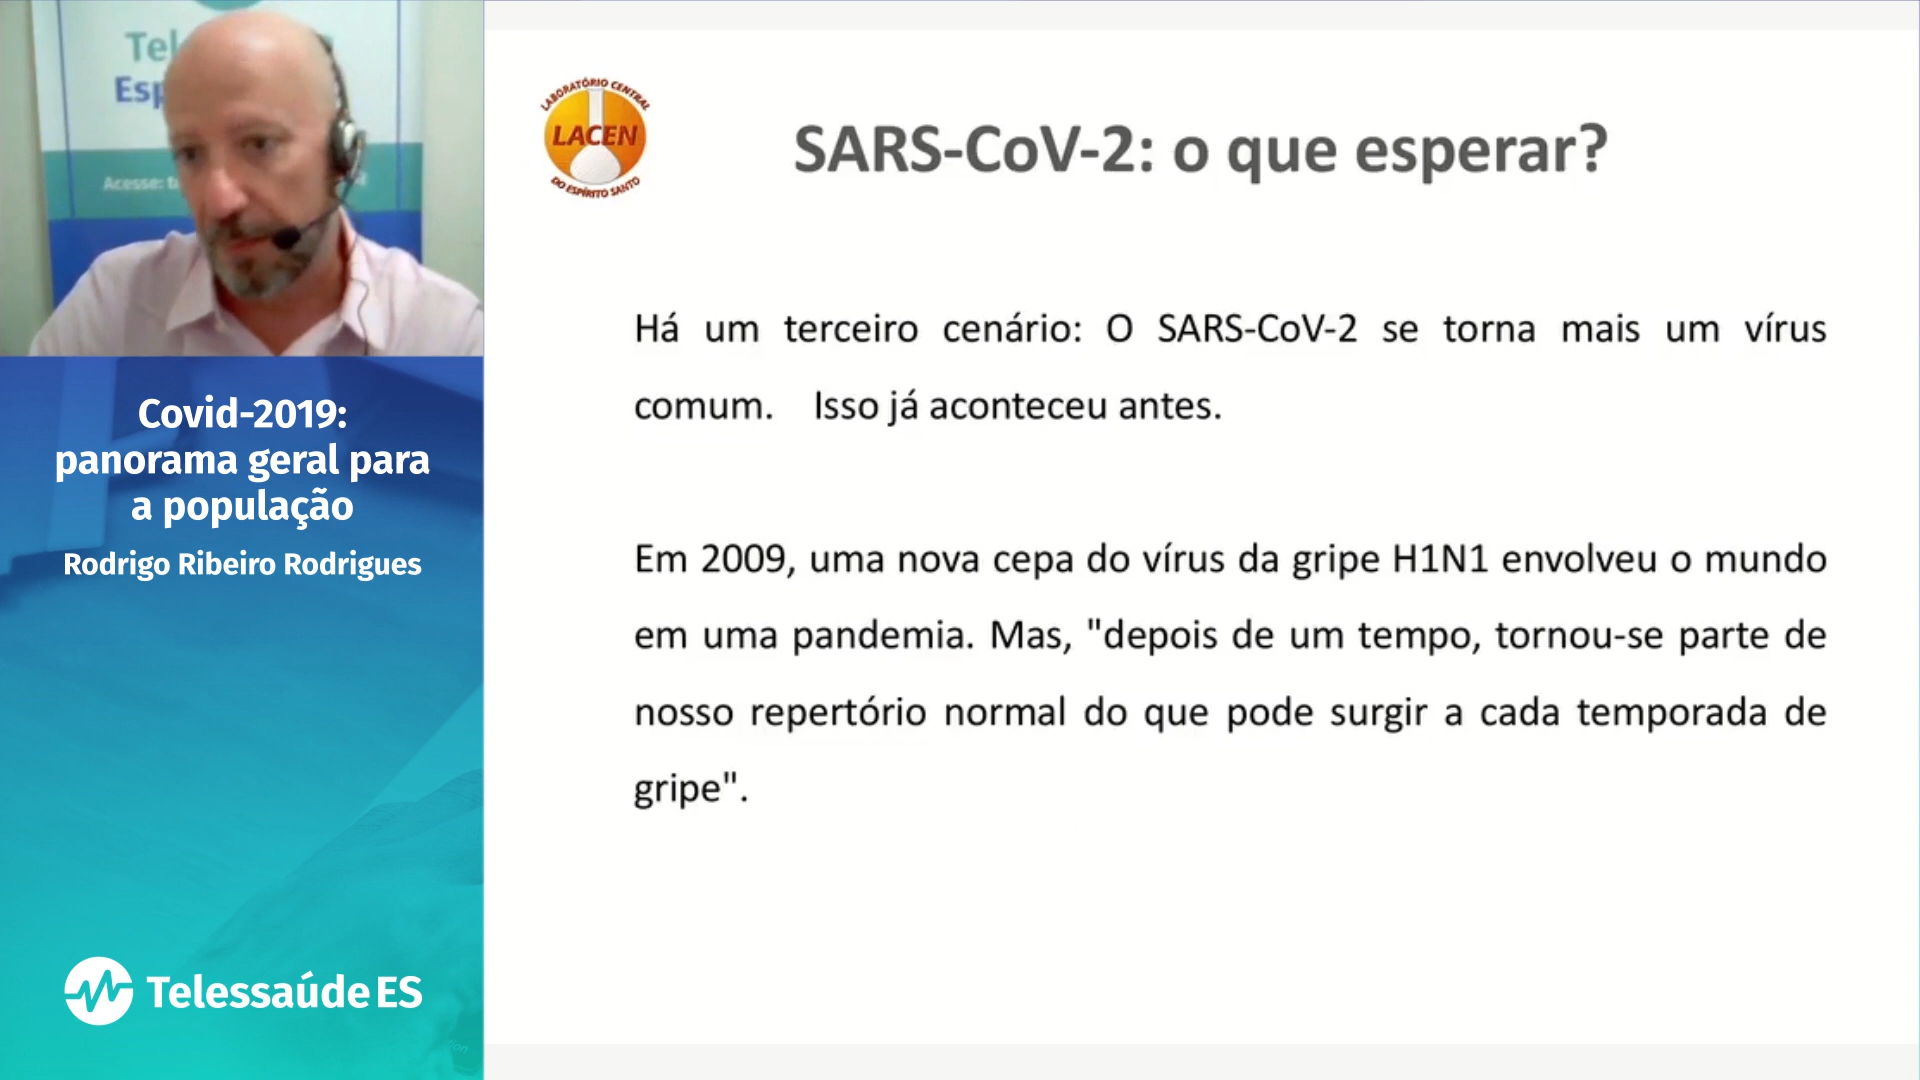 Tel
Esp
Acesse: t
Covid-2019:
panorama geral para
a população
Rodrigo Ribeiro Rodrigues
TelessaúdeES
LABORATÓRIO CENTRAL
LACEN
DO ESPÍRITO SANTO
SARS-CoV-2: o que esperar?
Há um terceiro cenário: O SARS-CoV-2 se torna mais um vírus
comum. Isso já aconteceu antes.
Em 2009, uma nova cepa do vírus da gripe H1N1 envolveu o mundo
em uma pandemia. Mas, "depois de um tempo, tornou-se parte de
nosso repertório normal do que pode surgir a cada temporada de
gripe".